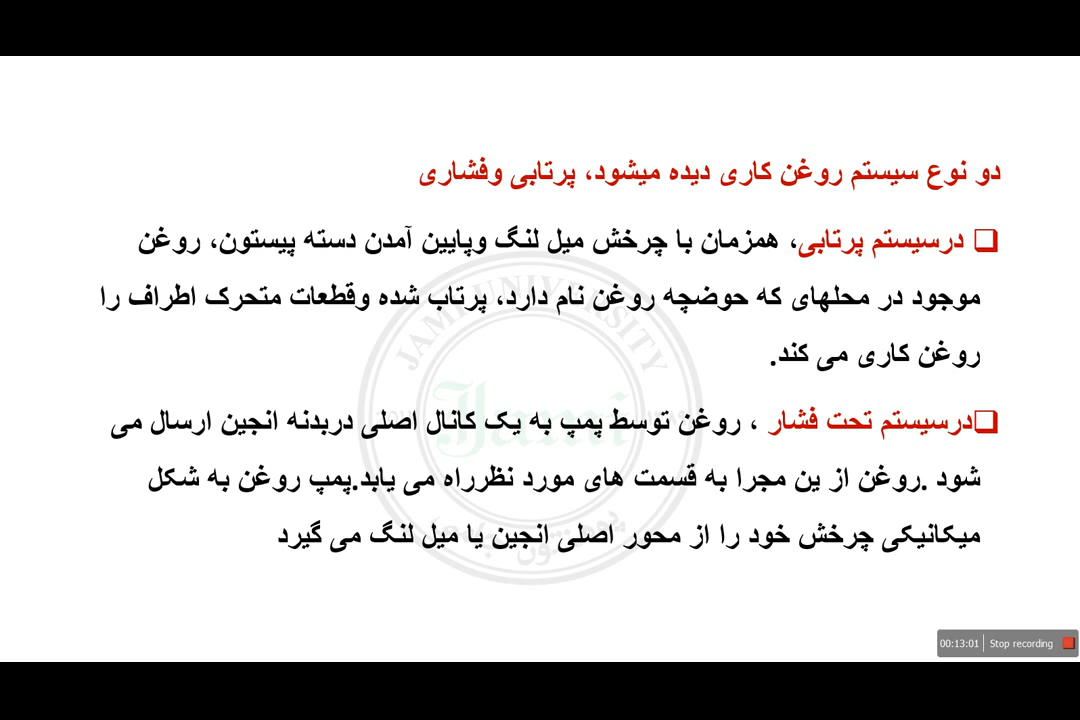 دو نوع سیستم روغن کاری دیده میشود، پرتابی وفشاری
درسیستم پرتابی، همزمان با چرخش میل لنگ وپایین آمدن دسته پیستون، روغن
موجود در محلهای که حوضچه روغن نام دارد، پرتاب شده وقطعات متحرک اطراف را
روغن کاری می کند.
درسیستم تحت فشار ، روغن توسط پمپ به یک کانال اصلی دربدنه انجین ارسال می
شود .روغن از ین مجرا به قسمت های مورد نظرراه می یابد.پمپ روغن به شکل
میکانیکی چرخش خود را از محور اصلی انجین یا میل لنگ می گیرد
JAMI UNIVERSITY
Jami
00:13:01 Stop recording